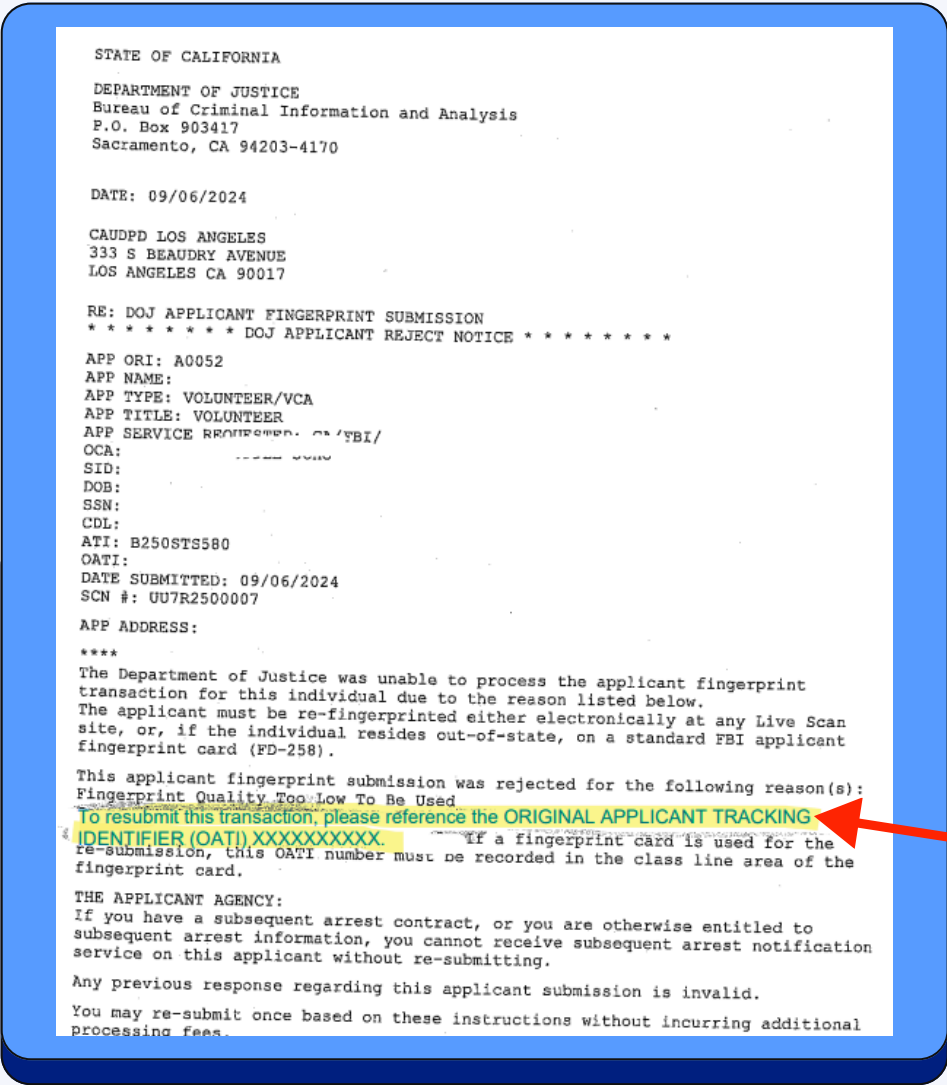 STATE OF CALIFORNIA
DEPARTMENT OF JUSTICE
Bureau of Criminal Information and Analysis
P.O. Box 903417
Sacramento, CA 94203-4170
DATE: 09/06/2024
CAUDPD LOS ANGELES
333 S BEAUDRY AVENUE
LOS ANGELES CA 90017
RE: DOJ APPLICANT FINGERPRINT SUBMISSION
* * * * * * * * DOJ APPLICANT REJECT NOTICE * * * * * * * *
APP ORI: A0052
APP NAME:
APP TYPE: VOLUNTEER/VCA
APP TITLE: VOLUNTEER
APP SERVICE REQUESTED: CA/FBI/
OCA:
SID:
DOB:
SSN:
CDL:
ATI: B250STS580
OATI:
DATE SUBMITTED: 09/06/2024
SCN #: UU7R2500007
APP ADDRESS:
****
The Department of Justice was unable to process the applicant fingerprint
transaction for this individual due to the reason listed below.
The applicant must be re-fingerprinted either electronically at any Live Scan
site, or, if the individual resides out-of-state, on a standard FBI applicant
fingerprint card (FD-258).
This applicant fingerprint submission was rejected for the following reason(s):
Fingerprint Quality Too Low To Be Used
To resubmit this transaction, please reference the ORIGINAL APPLICANT TRACKING
IDENTIFIER (OATI) XXXXXXXXXX. If a fingerprint card is used for the
re-submission, this OATI number must be recorded in the class line area of the
fingerprint card.
THE APPLICANT AGENCY:
If you have a subsequent arrest contract, or you are otherwise entitled to
subsequent arrest information, you cannot receive subsequent arrest notification
service on this applicant without re-submitting.
Any previous response regarding this applicant submission is invalid.
You may re-submit once based on these instructions without incurring additional
processing fees.